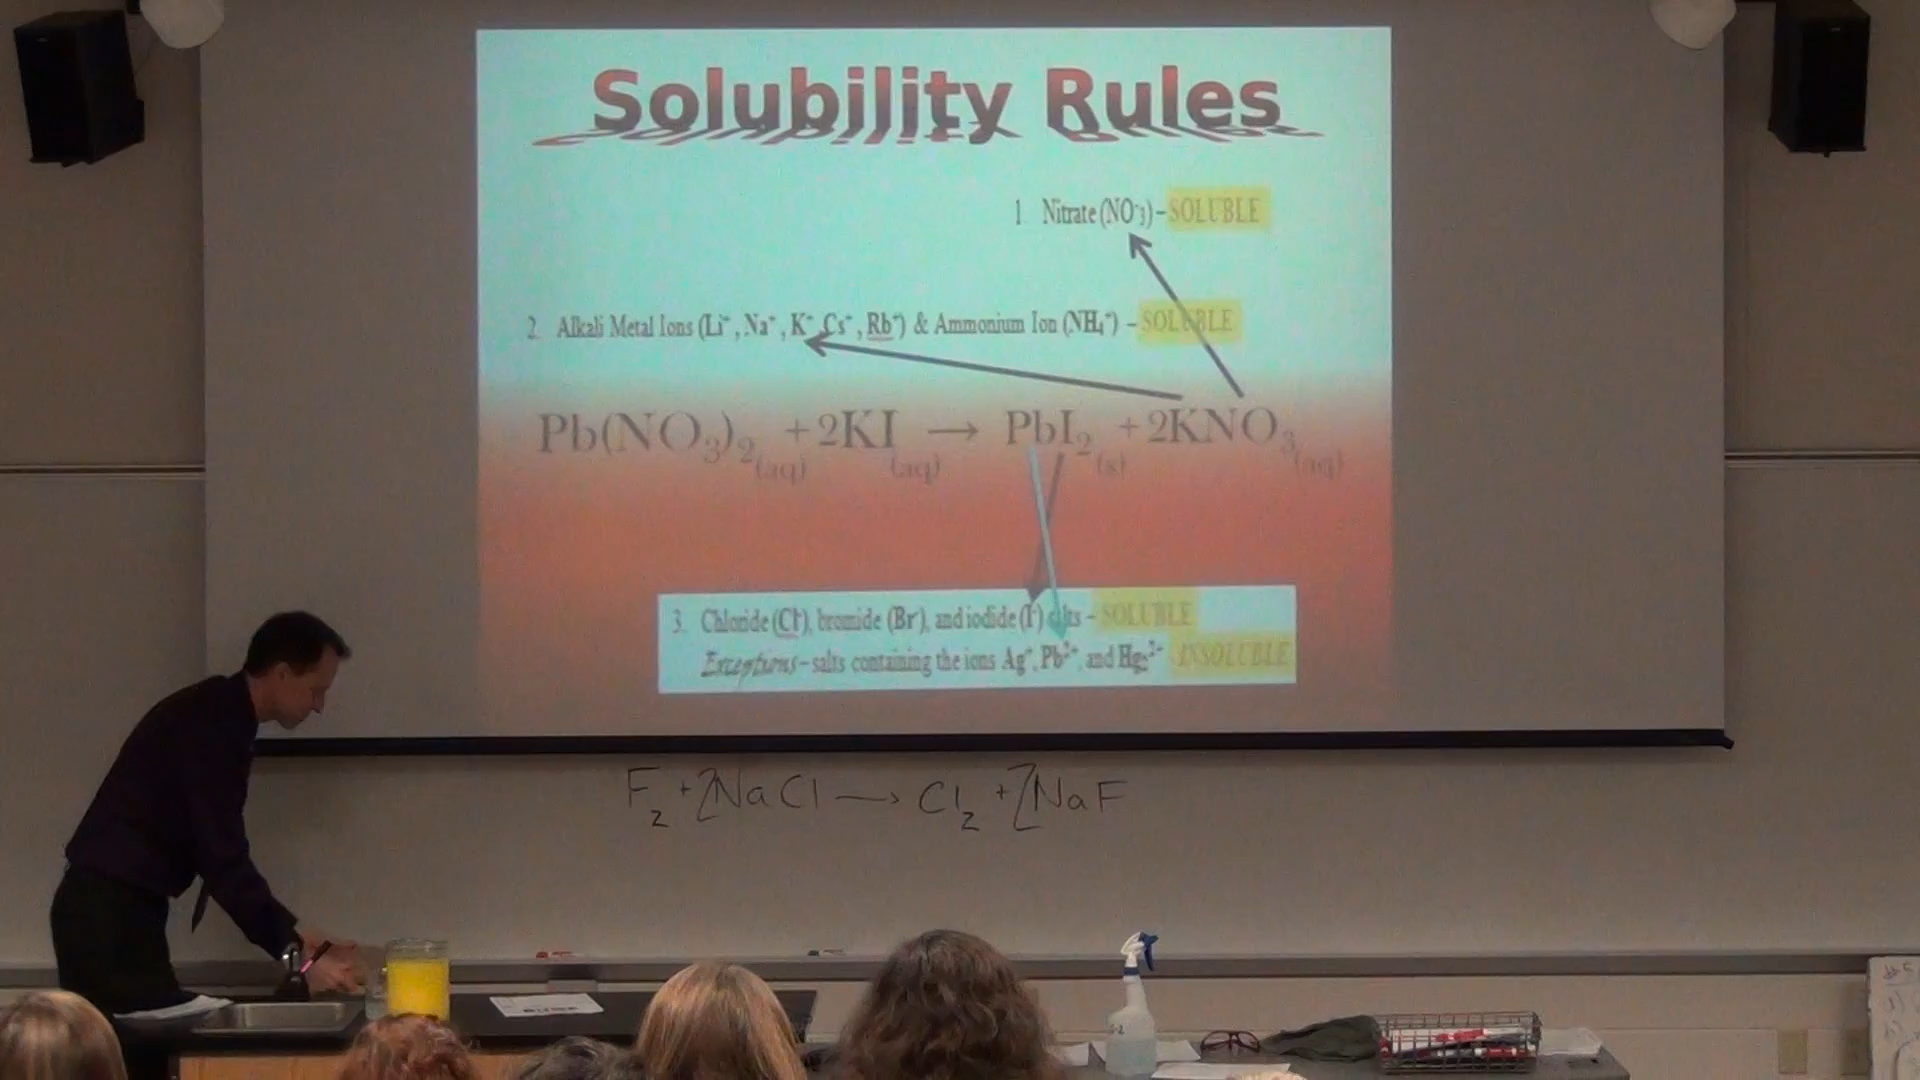 Solubility Rules
1. Nitrate (NO⁻₃) – SOLUBLE
2. Alkali Metal Ions (Li⁺, Na⁺, K⁺ Cs⁺, Rb⁺) & Ammonium Ion (NH₄⁺) – SOLUBLE
Pb(NO₃)₂(aq) + 2KI(aq) → PbI₂(s) + 2KNO₃(aq)
3. Chloride (Cl⁻), bromide (Br⁻), and iodide (I⁻) salts – SOLUBLE
Exceptions – salts containing the ions Ag⁺, Pb²⁺, and Hg₂²⁺ - INSOLUBLE
F₂ + 2NaCl → Cl₂ + 2NaF